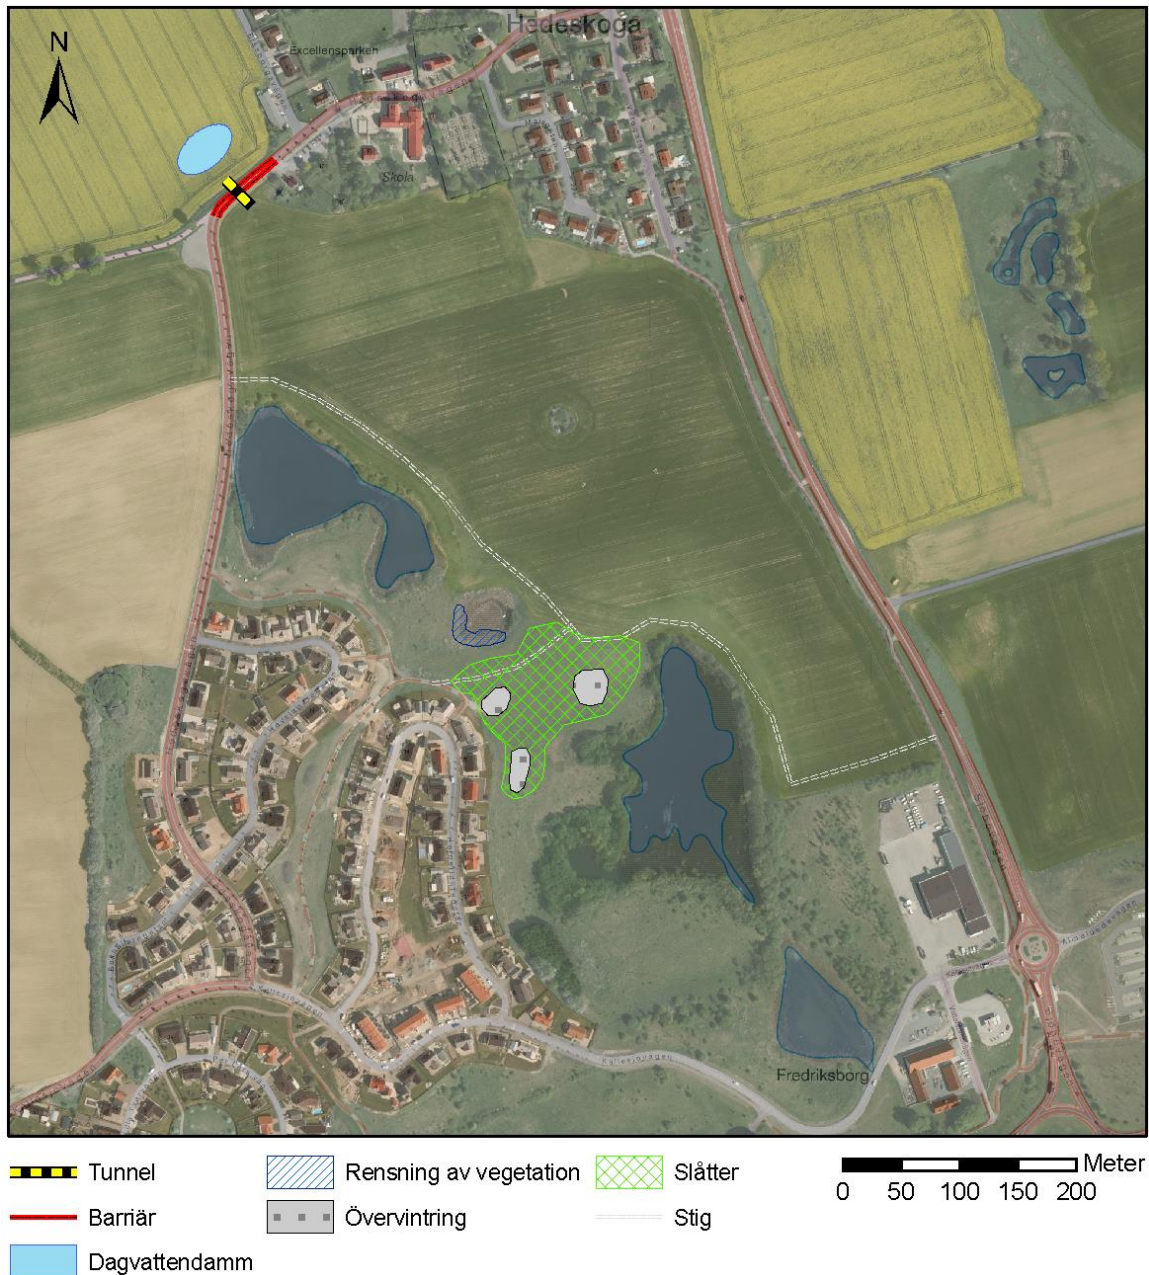 Hedeskoga
N
Excellensparken
Skola
Källesjövägen
Fredriksborg
Tunnel
Rensning av vegetation
Slåtter
Meter
0 50 100 150 200
Barriär
Övervintring
Stig
Dagvattendamm